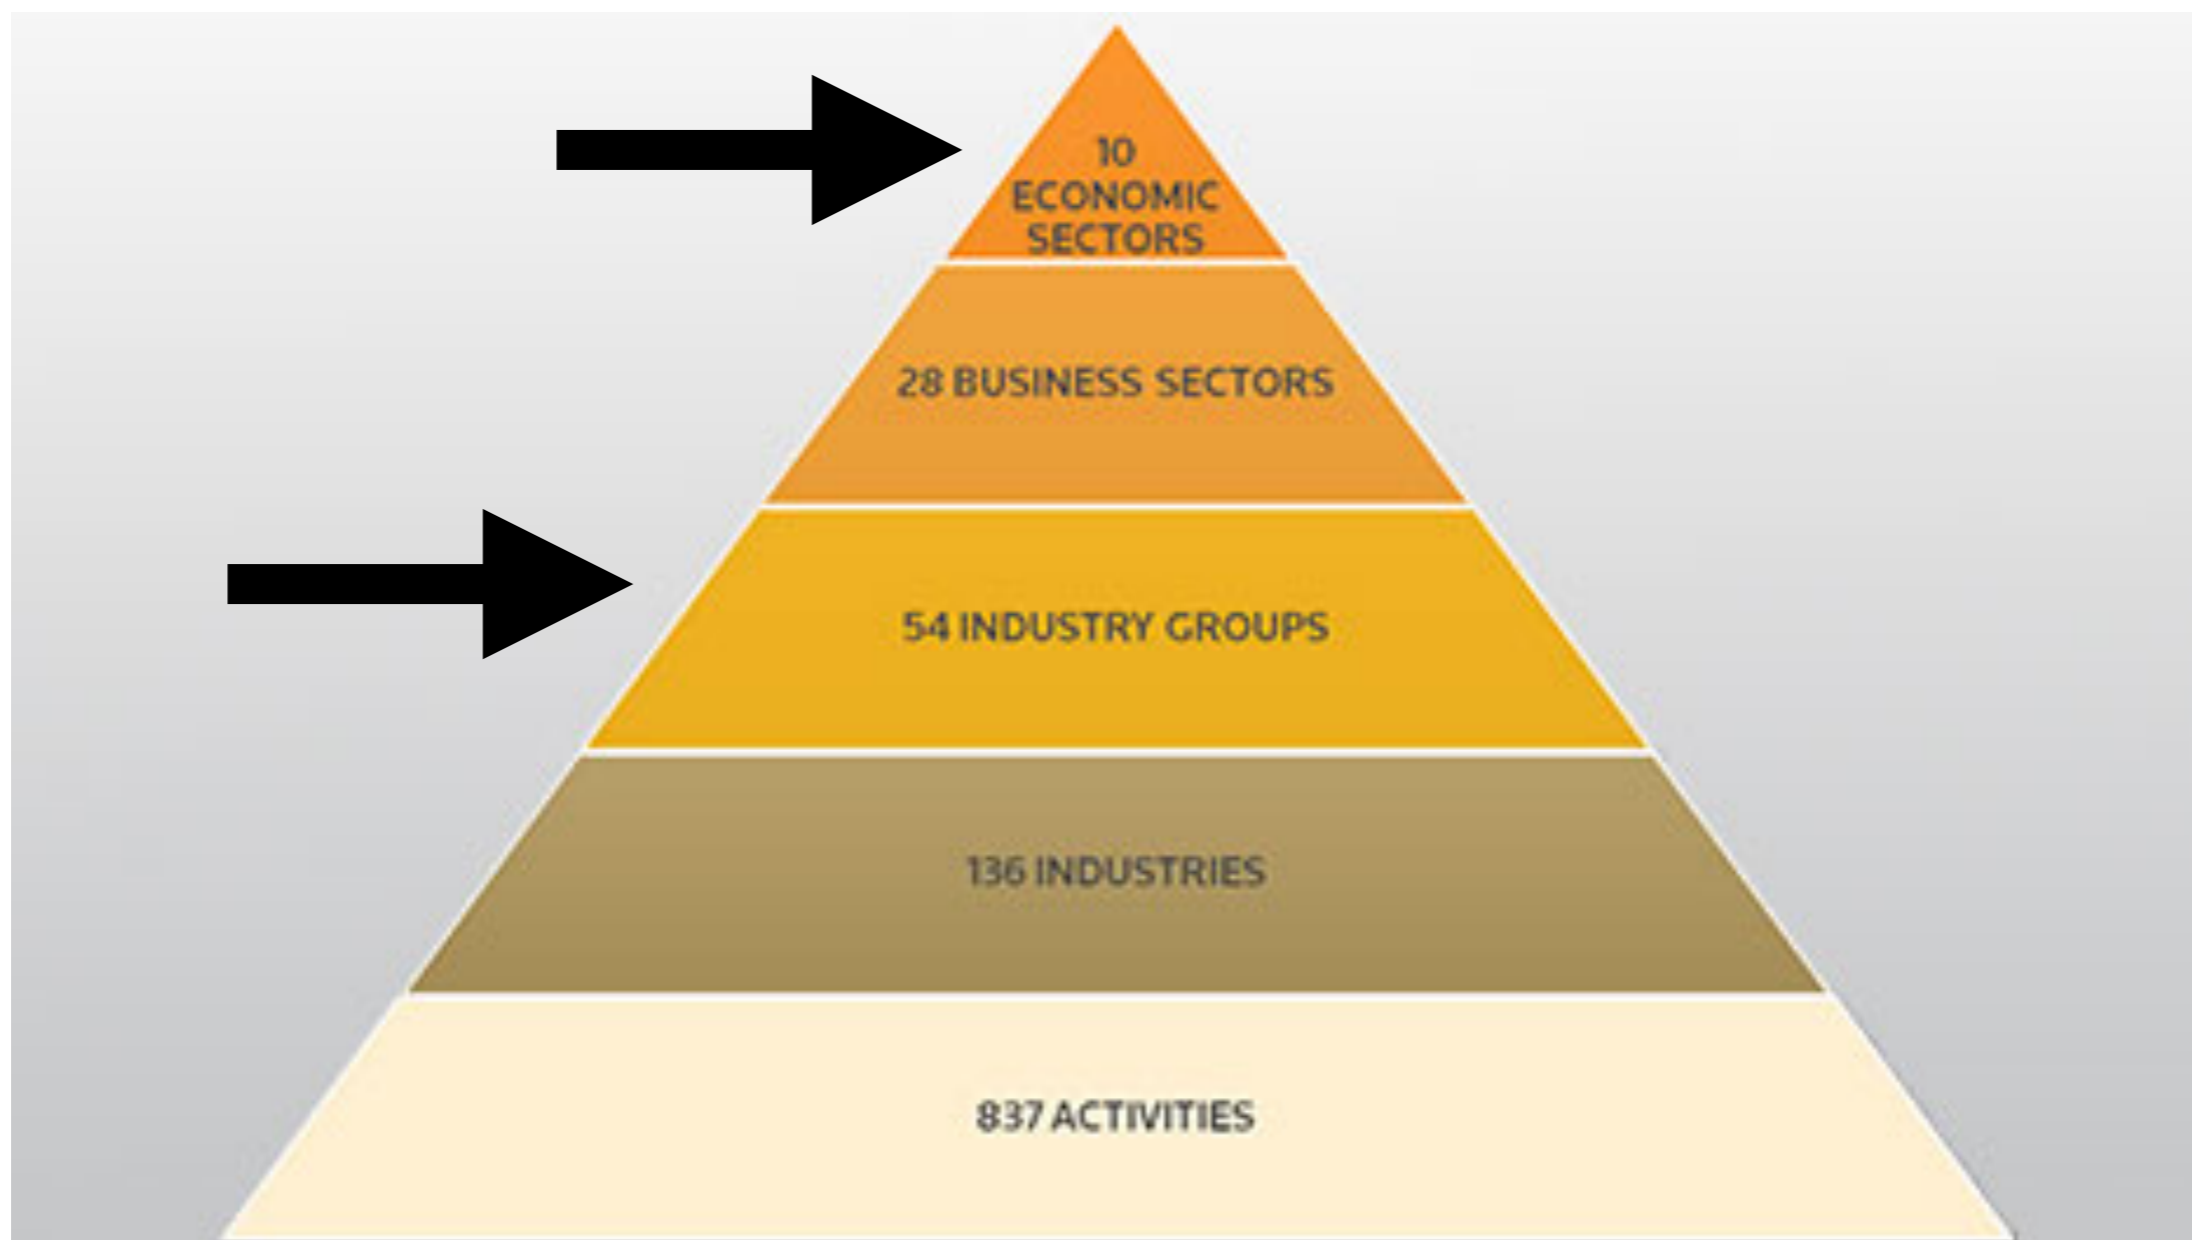 10
ECONOMIC
SECTORS
28 BUSINESS SECTORS
54 INDUSTRY GROUPS
136 INDUSTRIES
837 ACTIVITIES